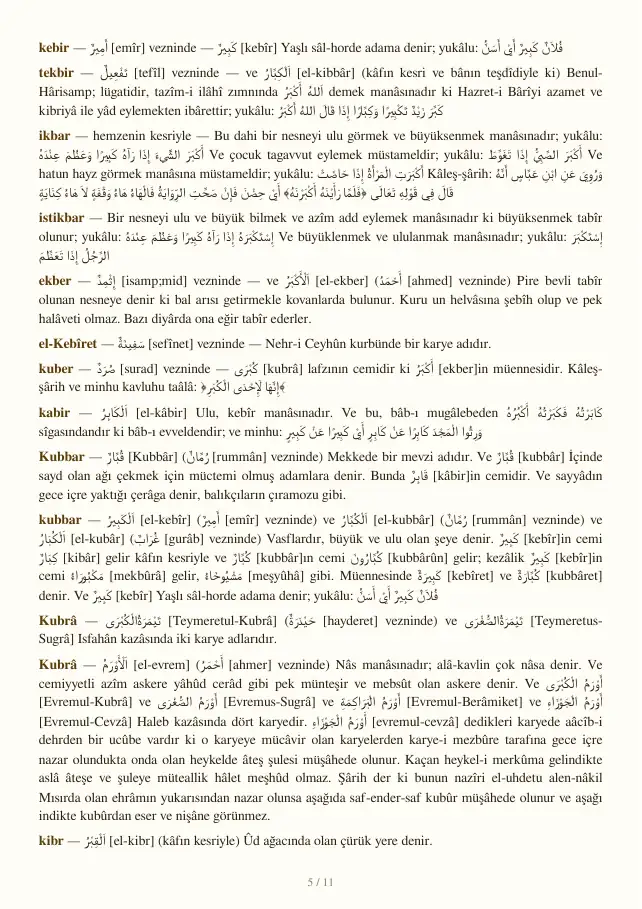 kebir — أَمِيرٌ [emîr] vezninde — كَبِيرٌ [kebîr] Yaşlı sâl-horde adama denir; yukâlu: فُلاَنٌ كَبِيرٌ أَيْ أَسَنُّ
tekbir — تَفْعِيلٌ [tefîl] vezninde — ve اَلْكِبَّارُ [el-kibbâr] (kâfın kesri ve bânın teşdîdiyle ki) Benul-
Hârisamp; lügatidir, tazîm-i ilâhî zımnında اَللهُ أَكْبَرُ demek manâsınadır ki Hazret-i Bârîyi azamet ve
kibriyâ ile yâd eylemekten ibârettir; yukâlu: كَبَّرَ زَيْدٌ تَكْبِيرًا وَكِبَّارًا إِذَا قَالَ اللهُ أَكْبَرُ
ikbar — hemzenin kesriyle — Bu dahi bir nesneyi ulu görmek ve büyüksenmek manâsınadır; yukâlu:
أَكْبَرَ الشَّيْءَ إِذَا رَآهُ كَبِيرًا وَعَظُمَ عِنْدَهُ Ve çocuk tagavvut eylemek müstameldir; yukâlu: أَكْبَرَ الصَّبِيُّ إِذَا تَغَوَّطَ Ve
hatun hayz görmek manâsına müstameldir; yukâlu: أَكْبَرَتِ الْمَرْأَةُ إِذَا حَاضَتْ Kâleş-şârih: وَرُوِيَ عَنِ ابْنِ عَبَّاسٍ أَنَّهُ
قَالَ فِي قَوْلِهِ تَعَالَى ﴿فَلَمَّا رَأَيْنَهُ أَكْبَرْنَهُ﴾ أَيْ حِضْنَ فَإِنْ صَحَّتِ الرِّوَايَةُ فَالْهَاءُ هَاءُ وَقْفَةٍ لاَ هَاءُ كِنَايَةٍ
istikbar — Bir nesneyi ulu ve büyük bilmek ve azîm add eylemek manâsınadır ki büyüksenmek tabîr
olunur; yukâlu: إِسْتَكْبَرَهُ إِذَا رَآهُ كَبِيرًا وَعَظُمَ عِنْدَهُ Ve büyüklenmek ve ululanmak manâsınadır; yukâlu: إِسْتَكْبَرَ
الرَّجُلُ إِذَا تَعَظَّمَ
ekber — إِثْمِدٌ [isamp;mid] vezninde — ve اَلْأَكْبَرُ [el-ekber] (أَحْمَدُ [ahmed] vezninde) Pire bevli tabîr
olunan nesneye denir ki bal arısı getirmekle kovanlarda bulunur. Kuru un helvâsına şebîh olup ve pek
halâveti olmaz. Bazı diyârda ona eğir tabîr ederler.
el-Kebîret — سَفِينَةٌ [sefînet] vezninde — Nehr-i Ceyhûn kurbünde bir karye adıdır.
kuber — صُرَدٌ [surad] vezninde — كُبْرَى [kubrâ] lafzının cemidir ki أَكْبَرُ [ekber]in müennesidir. Kâleş-
şârih ve minhu kavluhu taâlâ: ﴿إِنَّهَا لَإِحْدَى الْكُبَرِ﴾
kabir — اَلْكَابِرُ [el-kâbir] Ulu, kebîr manâsınadır. Ve bu, bâb-ı mugâlebeden كَابَرْتُهُ فَكَبَرْتُهُ أَكْبُرُهُ
sîgasındandır ki bâb-ı evveldendir; ve minhu: وَرِثُوا الْمَجْدَ كَابِرًا عَنْ كَابِرٍ أَيْ كَبِيرًا عَنْ كَبِيرٍ
Kubbar — قُبَّارٌ [Kubbâr] (رُمَّانٌ [rummân] vezninde) Mekkede bir mevzi adıdır. Ve قُبَّارٌ [kubbâr] İçinde
sayd olan ağı çekmek için müctemi olmuş adamlara denir. Bunda قَابِرٌ [kâbir]in cemidir. Ve sayyâdın
gece içre yaktığı çerâga denir, balıkçıların çıramozu gibi.
kubbar — اَلْكَبِيرُ [el-kebîr] (أَمِيرٌ [emîr] vezninde) ve اَلْكُبَّارُ [el-kubbâr] (رُمَّانٌ [rummân] vezninde) ve
اَلْكُبَارُ [el-kubâr] (غُرَابٌ [gurâb] vezninde) Vasflardır, büyük ve ulu olan şeye denir. كَبِيرٌ [kebîr]in cemi
كِبَارٌ [kibâr] gelir kâfın kesriyle ve كُبَّارٌ [kubbâr]ın cemi كُبَّارُونَ [kubbârûn] gelir; kezâlik كَبِيرٌ [kebîr]in
cemi مَكْبُورَاءُ [mekbûrâ] gelir, مَشْيُوخَاءُ [meşyûhâ] gibi. Müennesinde كَبِيرَةٌ [kebîret] ve كُبَّارَةٌ [kubbâret]
denir. Ve كَبِيرٌ [kebîr] Yaşlı sâl-horde adama denir; yukâlu: فُلاَنٌ كَبِيرٌ أَيْ أَسَنُّ
Kubrâ — تَيْمَرَةُالْكُبْرَى [Teymeretul-Kubrâ] (حَيْدَرَةٌ [hayderet] vezninde) ve تَيْمَرَةُالصُّغْرَى [Teymeretus-
Sugrâ] Isfahân kazâsında iki karye adlarıdır.
Kubrâ — اَلْأَوْرَمُ [el-evrem] (أَحْمَرُ [ahmer] vezninde) Nâs manâsınadır; alâ-kavlin çok nâsa denir. Ve
cemiyyetli azîm askere yâhûd cerâd gibi pek münteşir ve mebsût olan askere denir. Ve أَوْرَمُ الْكُبْرَى
[Evremul-Kubrâ] ve أَوْرَمُ الصُّغْرَى [Evremus-Sugrâ] ve أَوْرَمُ الْبَرَامِكَةِ [Evremul-Berâmiket] ve أَوْرَمُ الْجَوْزَاءِ
[Evremul-Cevzâ] Haleb kazâsında dört karyedir. أَوْرَمُ الْجَوْزَاءِ [evremul-cevzâ] dedikleri karyede aâcîb-i
dehrden bir ucûbe vardır ki o karyeye mücâvir olan karyelerden karye-i mezbûre tarafına gece içre
nazar olundukta onda olan heykelde âteş şulesi müşâhede olunur. Kaçan heykel-i merkûma gelindikte
aslâ âteşe ve şuleye müteallik hâlet meşhûd olmaz. Şârih der ki bunun nazîri el-uhdetu alen-nâkil
Mısırda olan ehrâmın yukarısından nazar olunsa aşağıda saf-ender-saf kubûr müşâhede olunur ve aşağı
indikte kubûrdan eser ve nişâne görünmez.
kibr — اَلْقِبْرُ [el-kibr] (kâfın kesriyle) Ûd ağacında olan çürük yere denir.
5 / 11